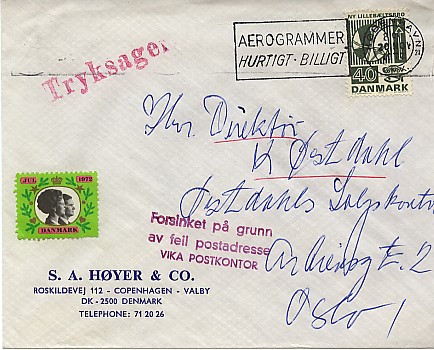 AEROGRAMMER
HURTIGT · BILLIGT
NY LILLEBÆLTSBRO
40
DANMARK
Tryksager
Hr. Direktør
K Østdahl
Østdahls Salgskontor
JUL 1972
DANMARK
Forsinket på grunn
av feil postadresse
VIKA POSTKONTOR
E. 2
Oslo 1
S. A. HØYER & CO.
ROSKILDEVEJ 112 - COPENHAGEN - VALBY
DK - 2500 DENMARK
TELEPHONE: 71 20 26